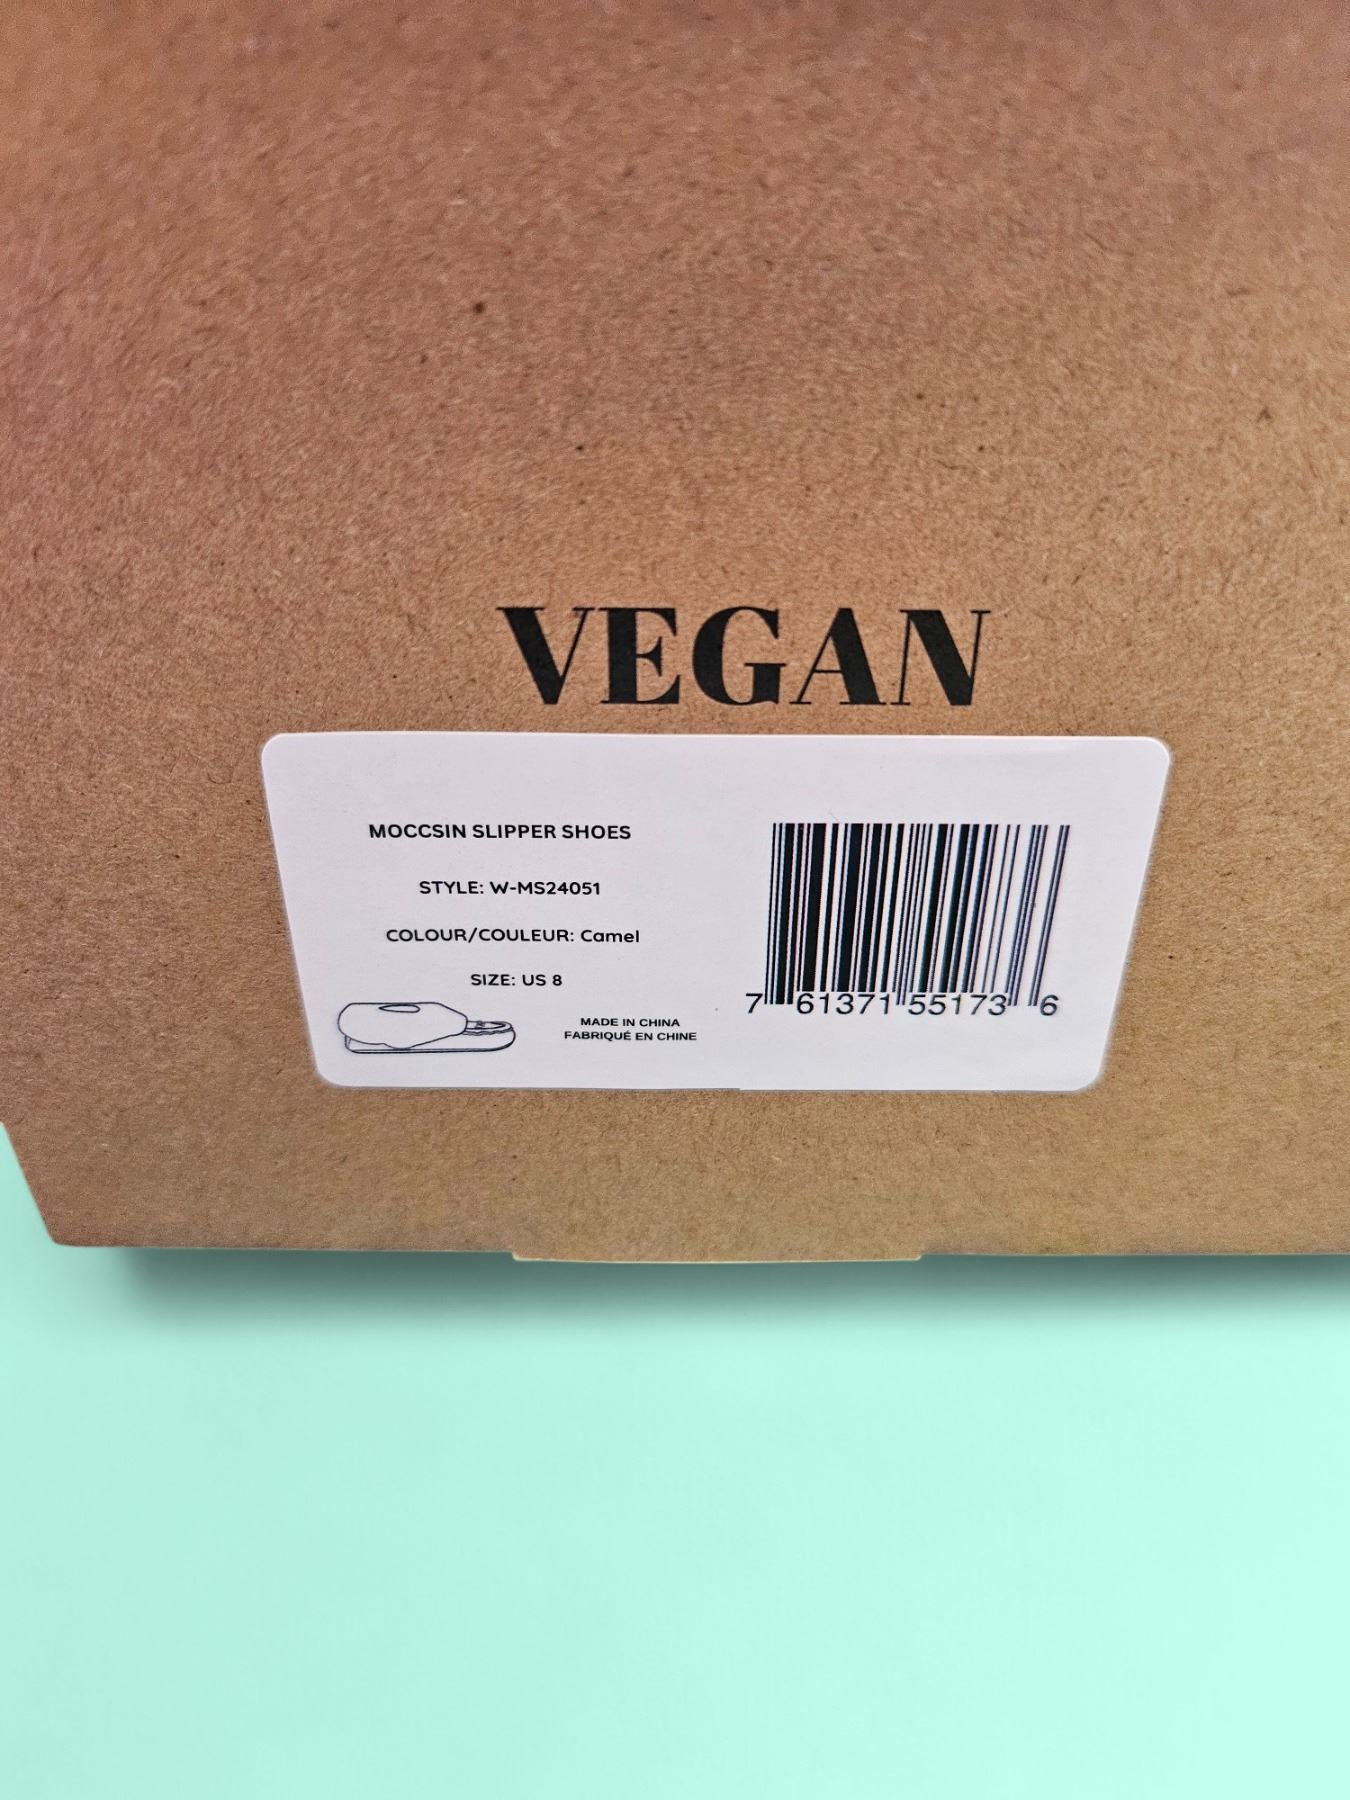 VEGAN
MOCCSIN SLIPPER SHOES
STYLE: W-MS24051
COLOUR/COULEUR: Camel
SIZE: US 8
MADE IN CHINA
FABRIQUÉ EN CHINE
7 61371 55173 6